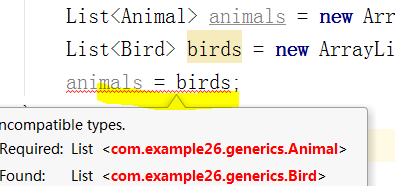 List<Animal> animals = new Arr
List<Bird> birds = new ArrayLi
animals = birds;
ncompatible types.
Required: List <com.example26.generics.Animal>
Found: List <com.example26.generics.Bird>